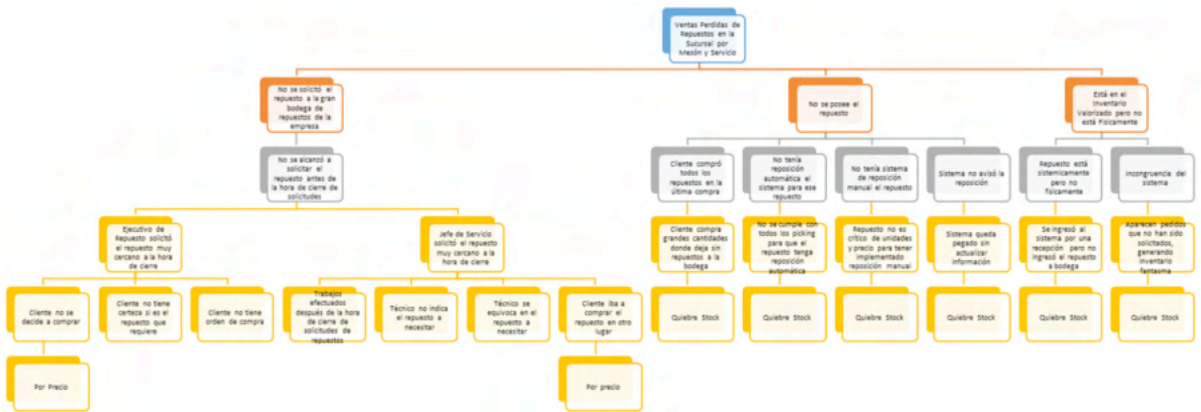 Ventas Perdidas de
Repuestos en la
Sucursal por
Mesón y Servicio
No se solicitó el
repuesto a la gran
bodega de
repuestos de la
empresa
No se posee el
repuesto
Está en el
Inventario
Valorizado pero no
está Físicamente
No se alcanzó a
solicitar el
repuesto antes de
la hora de cierre de
solicitudes
Cliente compró
todos los
repuestos en la
última compra
No tenía
reposición
automática el
sistema para ese
repuesto
No tenía sistema
de reposición
manual el repuesto
Sistema no avisó la
reposición
Repuesto está
sistemicamente
pero no
físicamente
Incongruencia del
sistema
Ejecutivo de
Repuesto solicitó
el repuesto muy
cercano a la hora
de cierre
Jefe de Servicio
solicitó el repuesto
muy cercano a la
hora de cierre
Cliente compra
grandes cantidades
donde deja sin
repuestos a la
bodega
No se cumple con
todos los picking
para que el
repuesto tenga
reposición
automática
Repuesto no es
crítico de unidades
y precio para tener
implementado
reposición manual
Sistema queda
pegado sin
actualizar
información
Se ingresó al
sistema por una
recepción pero no
ingresó el repuesto
a bodega
Aparecen pedidos
que no han sido
solicitados,
generando
inventario
fantasma
Cliente no se
decide a comprar
Cliente no tiene
certeza si es el
repuesto que
requiere
Cliente no tiene
orden de compra
Trabajos
efectuados
después de la hora
de cierre de
solicitudes de
repuestos
Técnico no indica
el repuesto a
necesitar
Técnico se
equivoca en el
repuesto a
necesitar
Cliente iba a
comprar el
repuesto en otro
lugar
Quiebre Stock
Quiebre Stock
Quiebre Stock
Quiebre Stock
Quiebre Stock
Quiebre Stock
Por Precio
Por precio